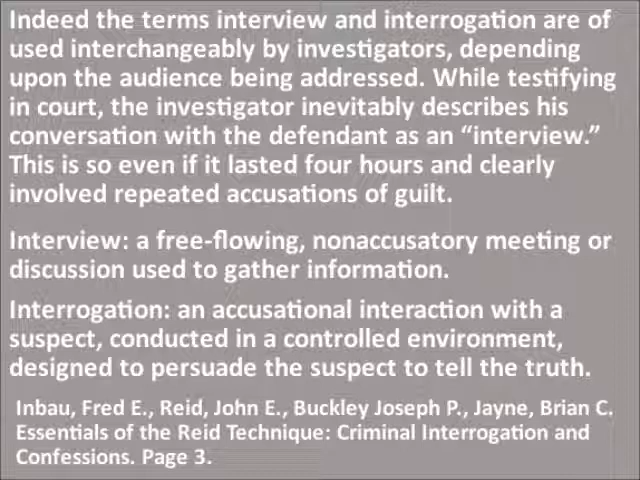 Indeed the terms interview and interrogation are of
used interchangeably by investigators, depending
upon the audience being addressed. While testifying
in court, the investigator inevitably describes his
conversation with the defendant as an “interview.”
This is so even if it lasted four hours and clearly
involved repeated accusations of guilt.
Interview: a free-flowing, nonaccusatory meeting or
discussion used to gather information.
Interrogation: an accusational interaction with a
suspect, conducted in a controlled environment,
designed to persuade the suspect to tell the truth.
Inbau, Fred E., Reid, John E., Buckley Joseph P., Jayne, Brian C.
Essentials of the Reid Technique: Criminal Interrogation and
Confessions. Page 3.